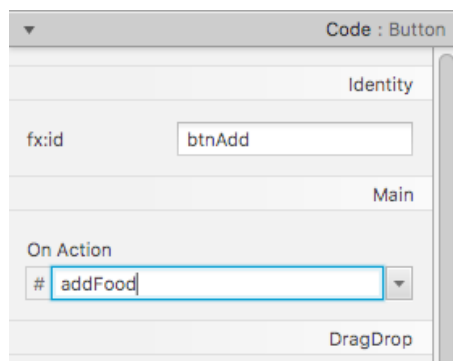 Code : Button
Identity
fx:id btnAdd
Main
On Action
# addFood
DragDrop